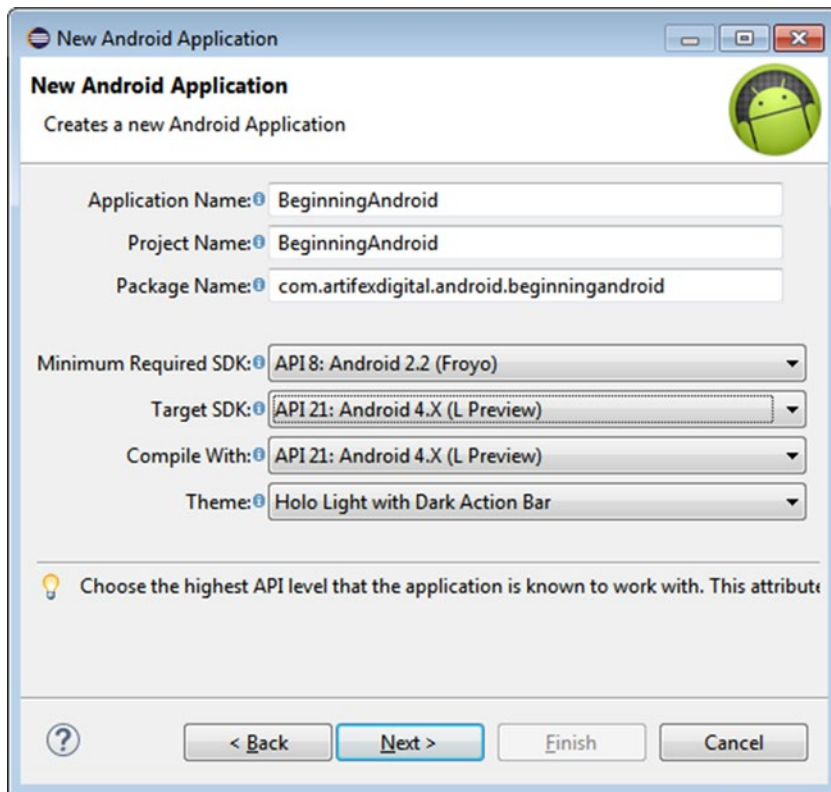 New Android Application
New Android Application
Creates a new Android Application
Application Name: BeginningAndroid
Project Name: BeginningAndroid
Package Name: com.artifexdigital.android.beginningandroid
Minimum Required SDK: API 8: Android 2.2 (Froyo)
Target SDK: API 21: Android 4.X (L Preview)
Compile With: API 21: Android 4.X (L Preview)
Theme: Holo Light with Dark Action Bar
Choose the highest API level that the application is known to work with. This attribute
? < Back Next > Finish Cancel